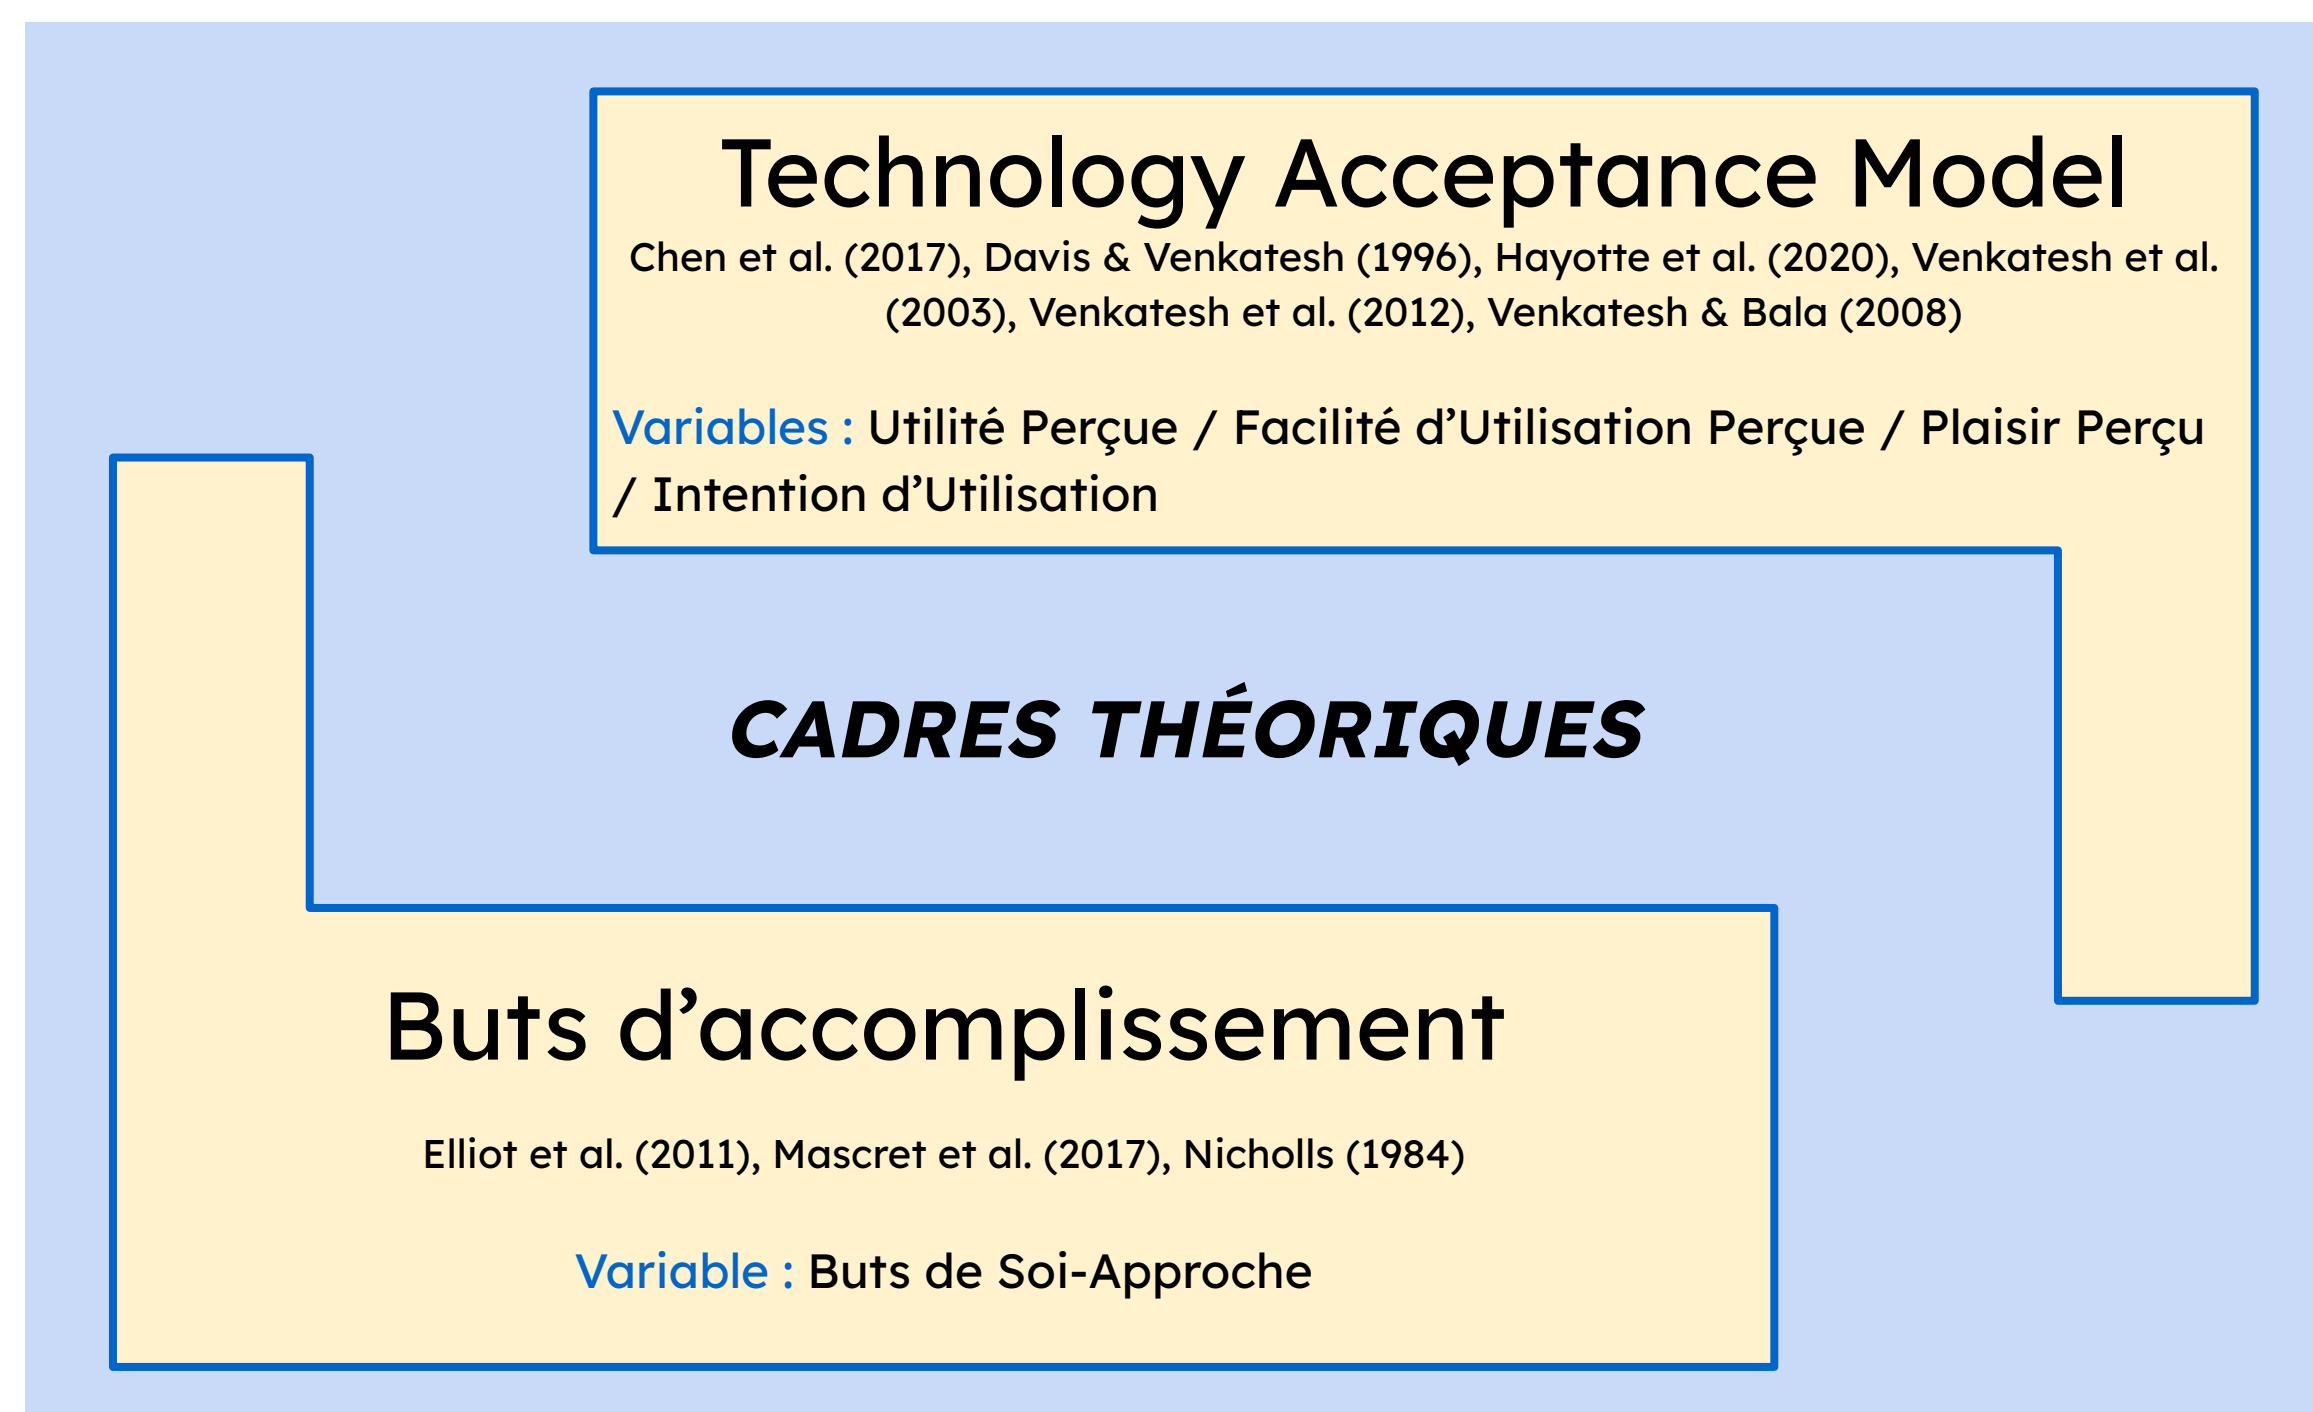 Technology Acceptance Model
Chen et al. (2017), Davis & Venkatesh (1996), Hayotte et al. (2020), Venkatesh et al.
(2003), Venkatesh et al. (2012), Venkatesh & Bala (2008)
Variables : Utilité Perçue / Facilité d’Utilisation Perçue / Plaisir Perçu
/ Intention d’Utilisation
CADRES THÉORIQUES
Buts d’accomplissement
Elliot et al. (2011), Mascret et al. (2017), Nicholls (1984)
Variable : Buts de Soi-Approche